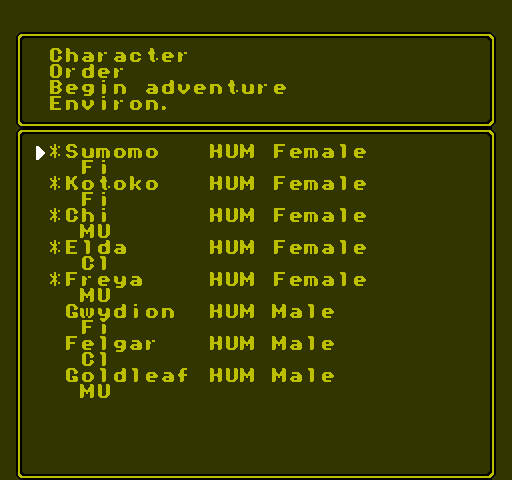 Character
Order
Begin adventure
Environ.
*Sumomo HUM Female
Fi
*Kotoko HUM Female
Fi
*Chi HUM Female
MU
*Elda HUM Female
Cl
*Freya HUM Female
MU
Gwydion HUM Male
Fi
Felgar HUM Male
Cl
Goldleaf HUM Male
MU